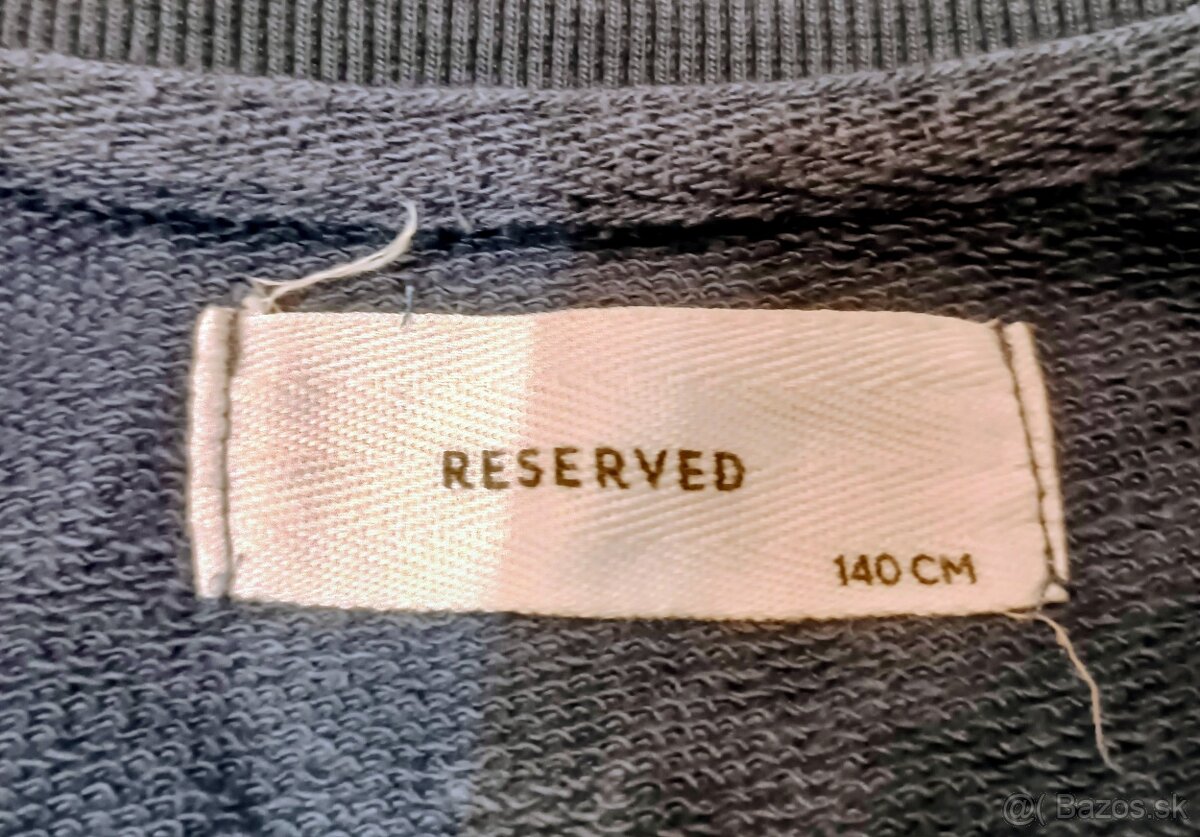 RESERVED
140 CM
@( Bazos.sk